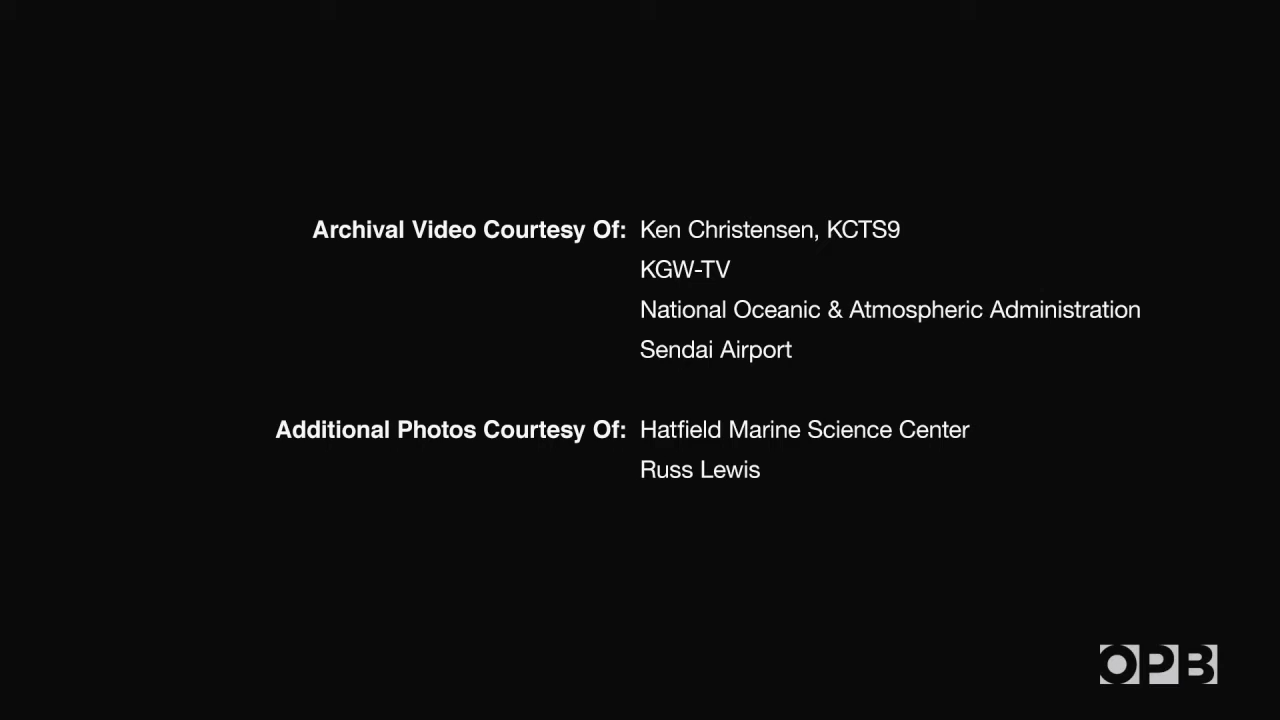 Archival Video Courtesy Of: Ken Christensen, KCTS9
KGW-TV
National Oceanic & Atmospheric Administration
Sendai Airport
Additional Photos Courtesy Of: Hatfield Marine Science Center
Russ Lewis
OPB